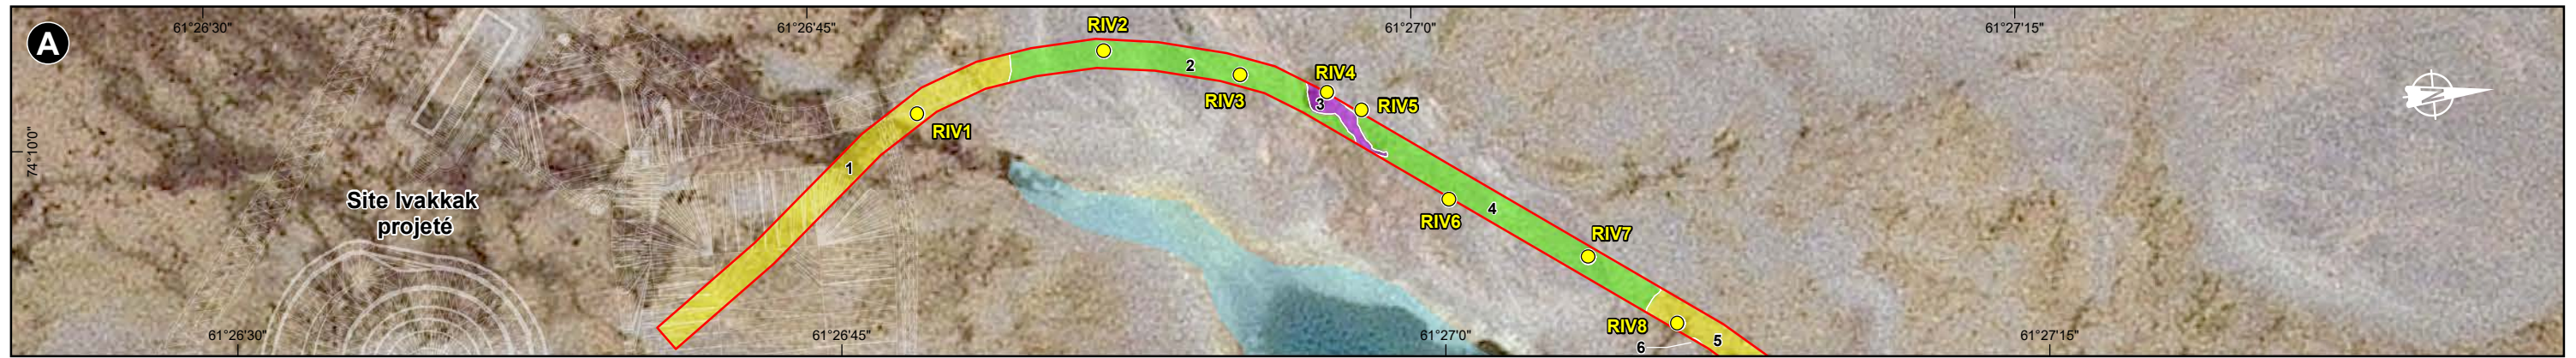 A
61°26'30"
61°26'45"
61°27'0"
61°27'15"
74°10'0"
RIV2
2
RIV3
RIV4
3
RIV5
RIV1
1
Site Ivakkak
projeté
RIV6
4
RIV7
N
RIV8
6
5
61°26'30"
61°26'45"
61°27'0"
61°27'15"